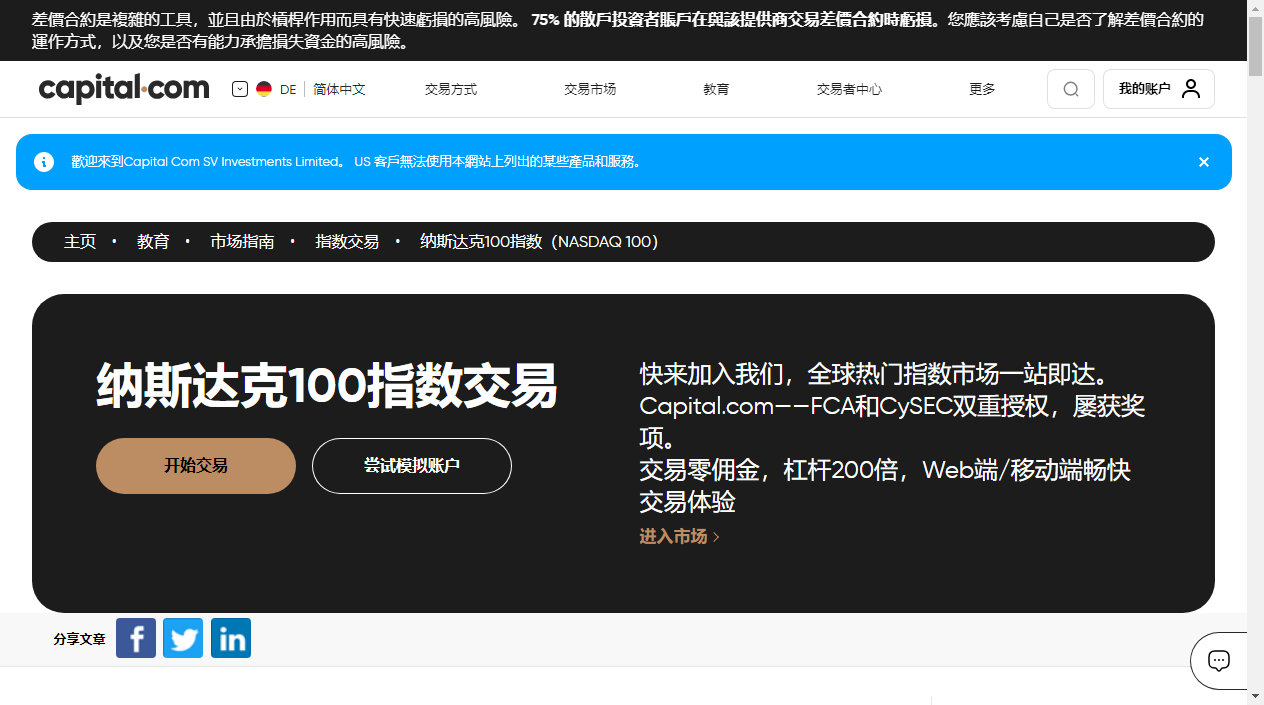 差價合約是複雜的工具，並且由於槓桿作用而具有快速虧損的高風險。 75% 的散戶投資者賬戶在與該提供商交易差價合約時虧損。您應該考慮自己是否了解差價合約的
運作方式，以及您是否有能力承擔損失資金的高風險。
capital.com DE 简体中文 交易方式 交易市场 教育 交易者中心 更多 我的账户
歡迎來到Capital Com SV Investments Limited。 US 客戶無法使用本網站上列出的某些產品和服務。
主页 • 教育 • 市场指南 • 指数交易 • 纳斯达克100指数（NASDAQ 100）
纳斯达克100指数交易
开始交易 尝试模拟账户
快来加入我们，全球热门指数市场一站即达。
Capital.com——FCA和CySEC双重授权，屡获奖
项。
交易零佣金，杠杆200倍，Web端/移动端畅快
交易体验
进入市场 >
分享文章